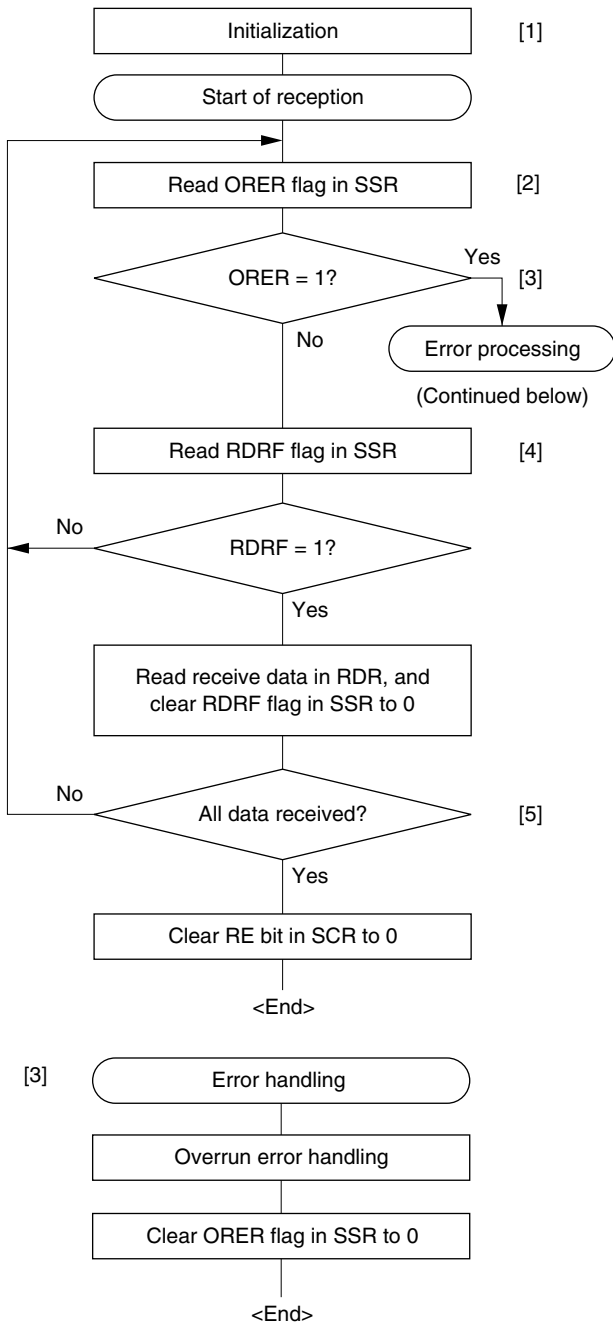 Initialization [1]
Start of reception
Read ORER flag in SSR [2]
Yes
ORER = 1? [3]
No
Error processing
(Continued below)
Read RDRF flag in SSR [4]
No
RDRF = 1?
Yes
Read receive data in RDR, and
clear RDRF flag in SSR to 0
No
All data received? [5]
Yes
Clear RE bit in SCR to 0
<End>
[3] Error handling
Overrun error handling
Clear ORER flag in SSR to 0
<End>